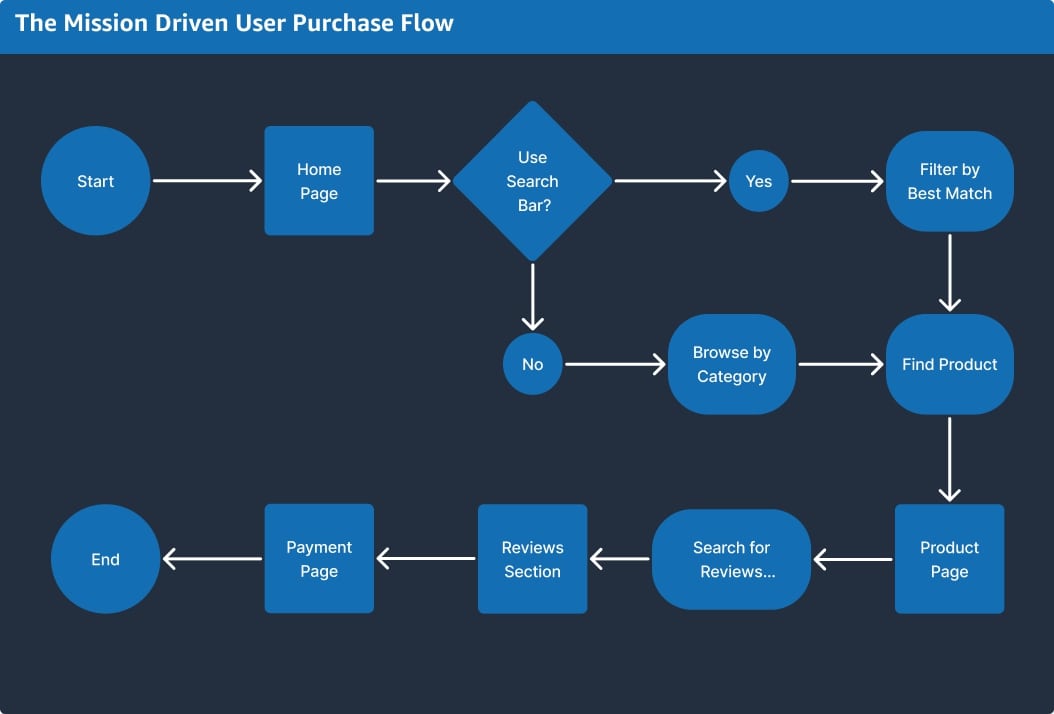 The Mission Driven User Purchase Flow
Start
Home
Page
Use
Search
Bar?
Yes
Filter by
Best Match
No
Browse by
Category
Find Product
End
Payment
Page
Reviews
Section
Search for
Reviews...
Product
Page